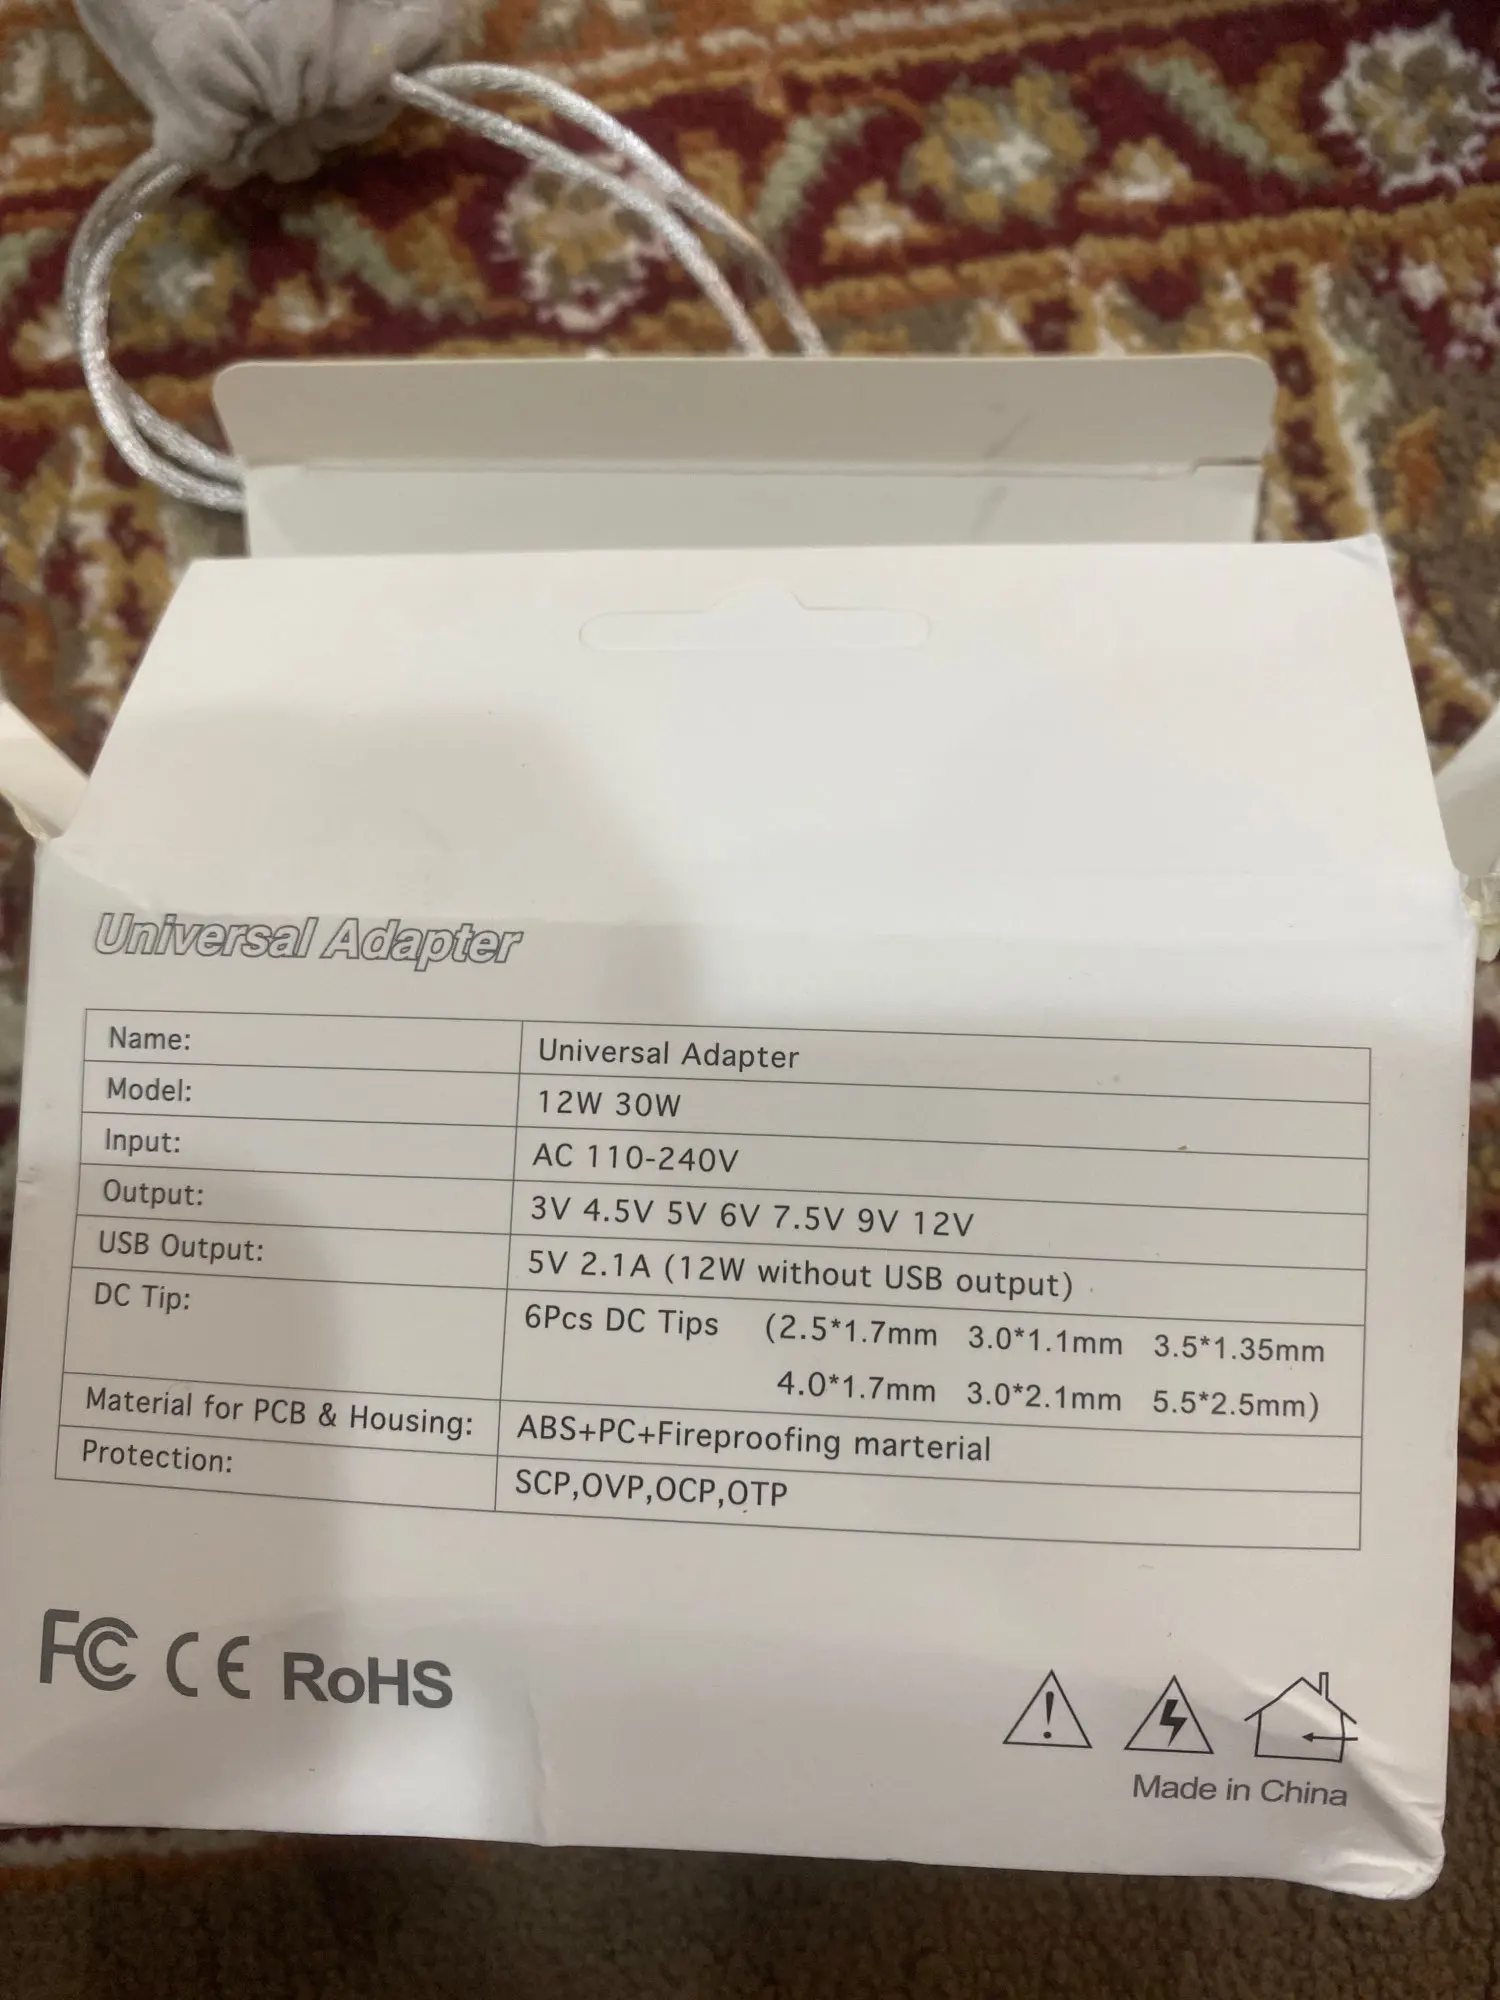 Universal Adapter
Name: Universal Adapter
Model: 12W 30W
Input: AC 110-240V
Output: 3V 4.5V 5V 6V 7.5V 9V 12V
USB Output: 5V 2.1A (12W without USB output)
DC Tip: 6Pcs DC Tips (2.5*1.7mm 3.0*1.1mm 3.5*1.35mm
4.0*1.7mm 3.0*2.1mm 5.5*2.5mm)
Material for PCB & Housing: ABS+PC+Fireproofing marterial
Protection: SCP,OVP,OCP,OTP
FC CE RoHS
Made in China